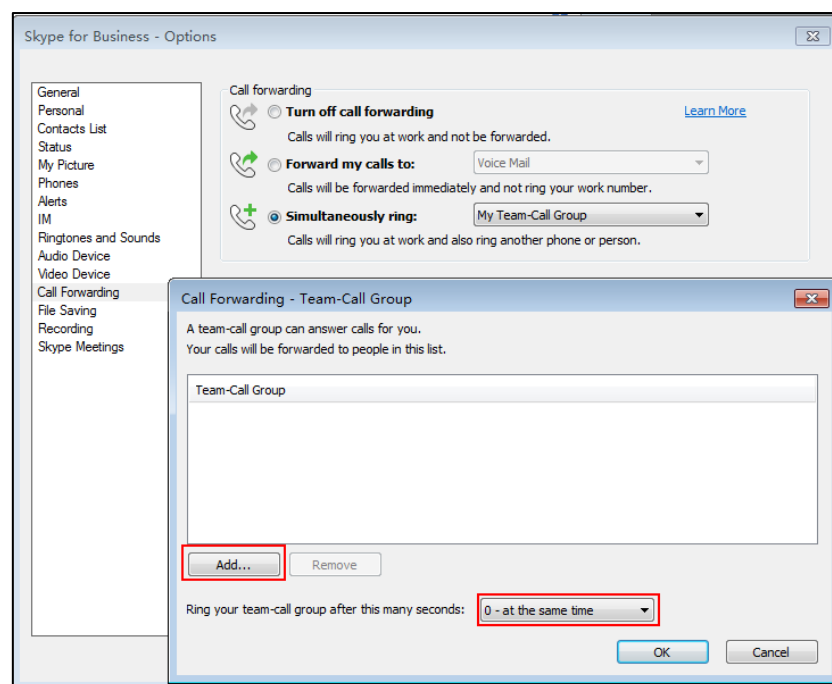 Skype for Business - Options
General
Personal
Contacts List
Status
My Picture
Phones
Alerts
IM
Ringtones and Sounds
Audio Device
Video Device
Call Forwarding
File Saving
Recording
Skype Meetings
Call forwarding
Turn off call forwarding
Learn More
Calls will ring you at work and not be forwarded.
Forward my calls to:
Voice Mail
Calls will be forwarded immediately and not ring your work number.
Simultaneously ring:
My Team-Call Group
Calls will ring you at work and also ring another phone or person.
Call Forwarding - Team-Call Group
A team-call group can answer calls for you.
Your calls will be forwarded to people in this list.
Team-Call Group
Add...
Remove
Ring your team-call group after this many seconds:
0 - at the same time
OK
Cancel